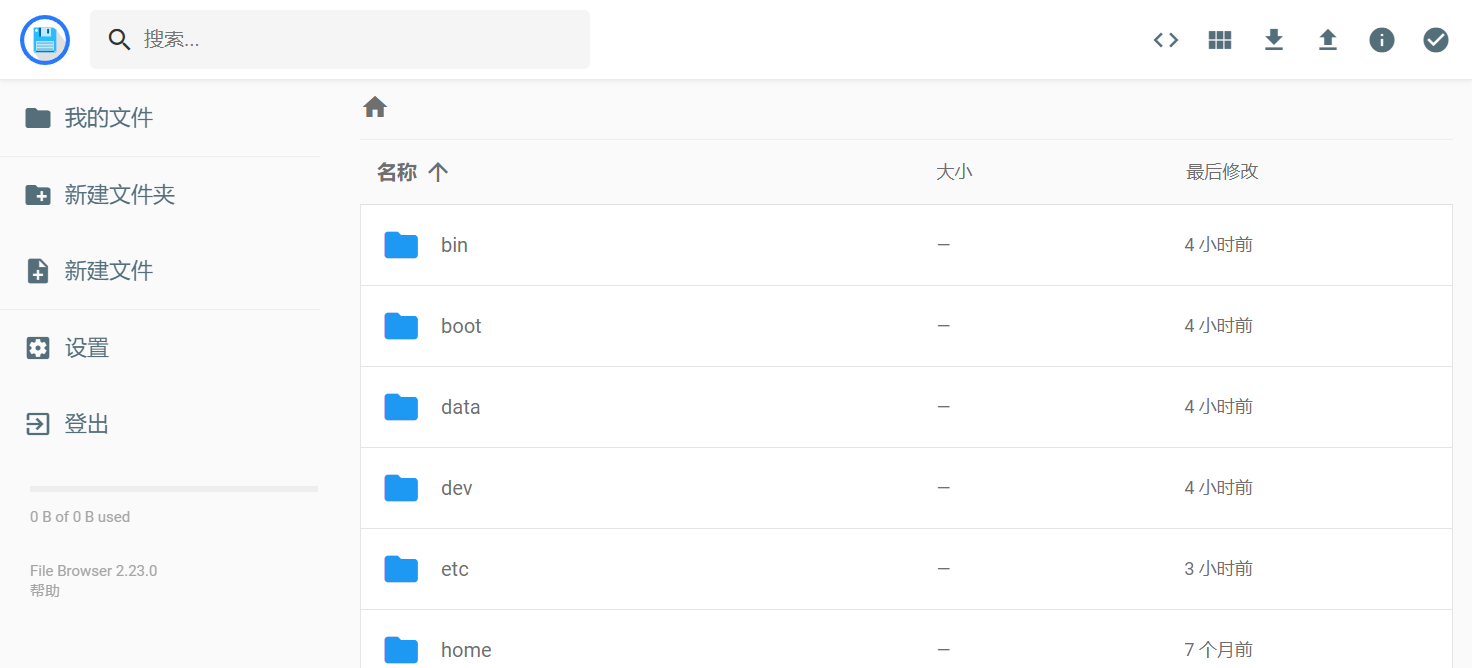 搜索...
我的文件
新建文件夹
新建文件
设置
登出
0 B of 0 B used
File Browser 2.23.0
帮助
名称 大小 最后修改
bin — 4 小时前
boot — 4 小时前
data — 4 小时前
dev — 4 小时前
etc — 3 小时前
home — 7 个月前